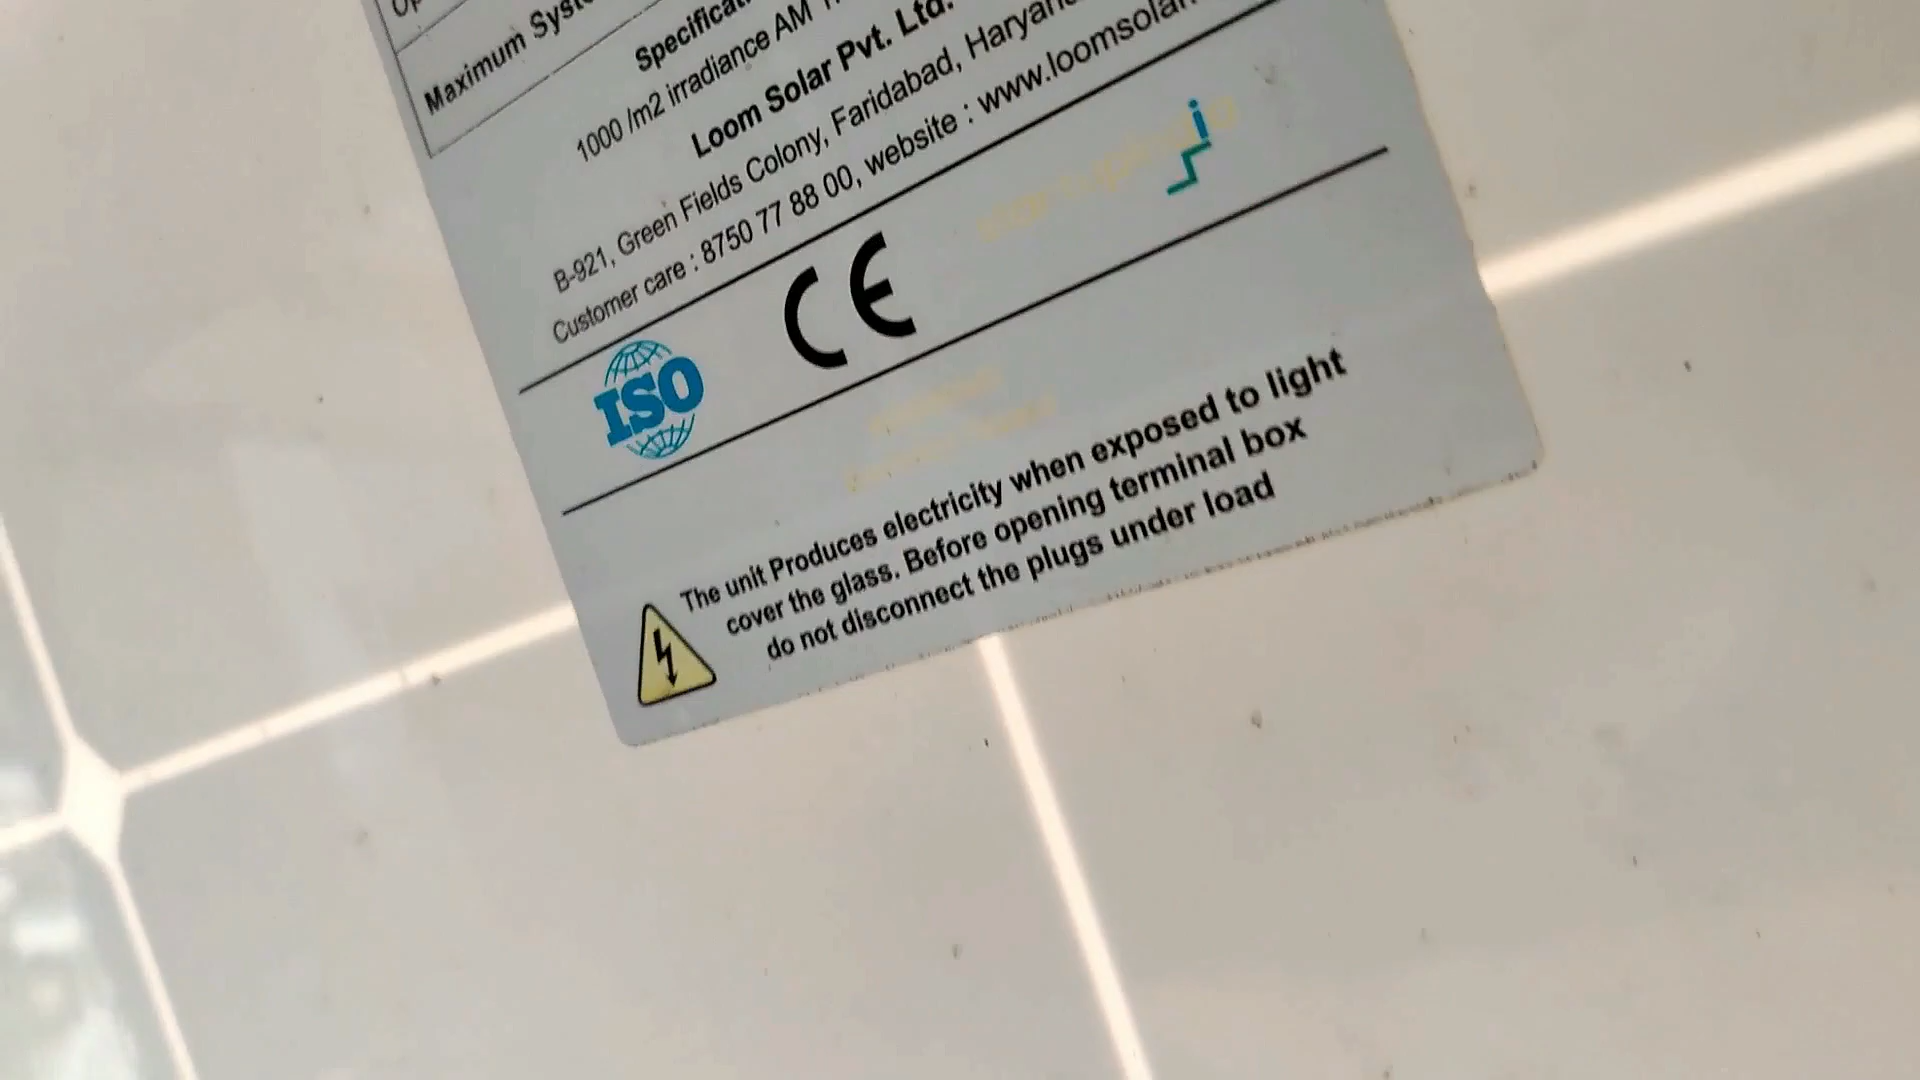 Maximum
Specificat
1000 /m2 irradiance AM
Loom Solar Pvt. Ltd.
B-921, Green Fields Colony, Faridabad, Haryana
Customer care : 8750 77 88 00, website : www.loomsolar
CE
ISO
The unit Produces electricity when exposed to light
cover the glass. Before opening terminal box
do not disconnect the plugs under load